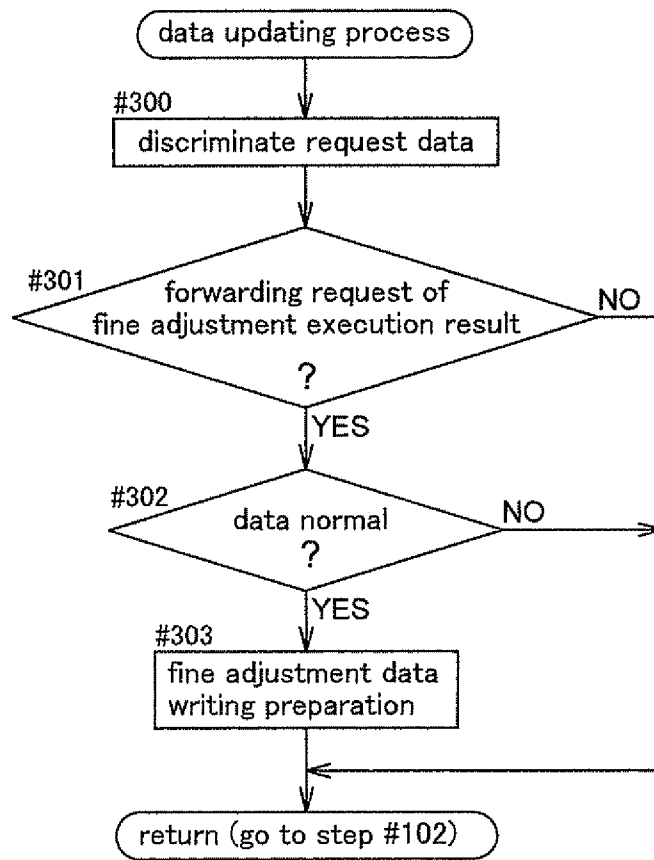 data updating process
#300
discriminate request data
#301
forwarding request of
fine adjustment execution result
?
NO
YES
#302
data normal
?
NO
YES
#303
fine adjustment data
writing preparation
return (go to step #102)